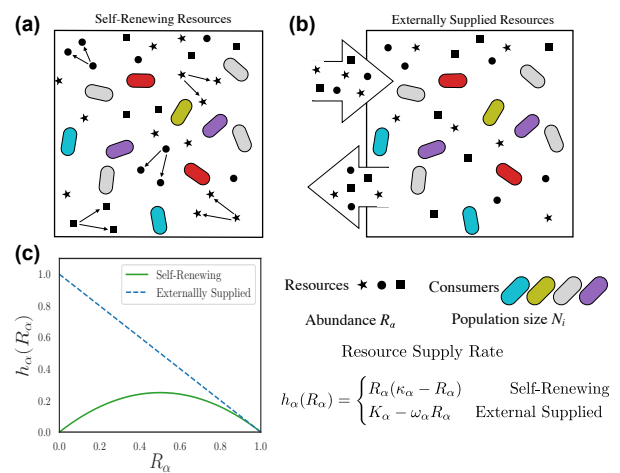 (a)
Self-Renewing Resources
(b)
Externally Supplied Resources
(c)
1.0
0.8
0.6
0.4
0.2
0.0
hα(Rα)
Self-Renewing
Externallly Supplied
0.0 0.2 0.4 0.6 0.8 1.0
Rα
Resources
Consumers
Abundance Rα
Population size Ni
Resource Supply Rate
hα(Rα) = {
Rα(κα − Rα) Self-Renewing
Kα − ωαRα External Supplied